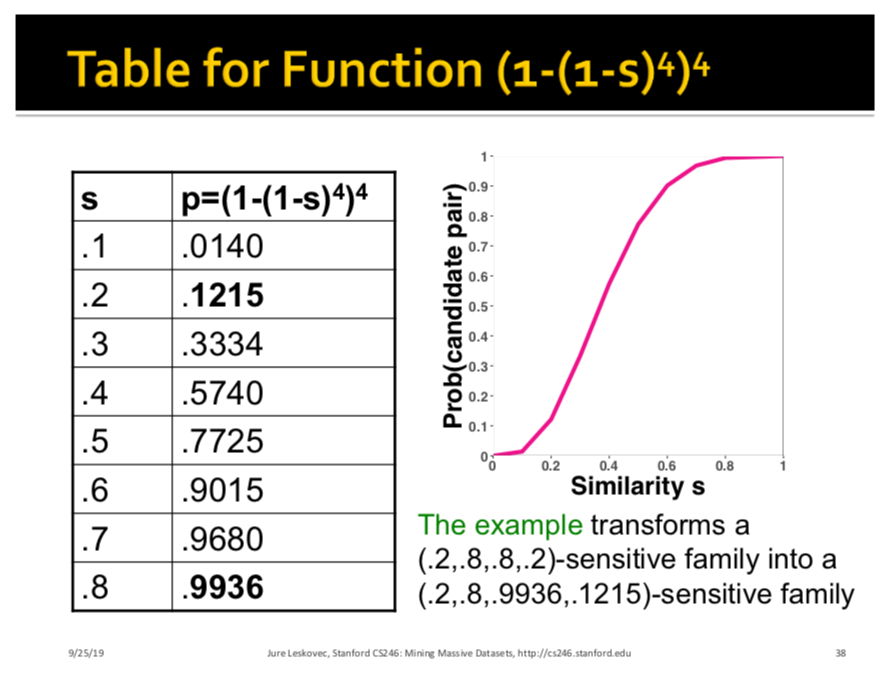 Table for Function (1-(1-s)⁴)⁴
s p=(1-(1-s)⁴)⁴
.1 .0140
.2 .1215
.3 .3334
.4 .5740
.5 .7725
.6 .9015
.7 .9680
.8 .9936
Prob(candidate pair)
1
0.9
0.8
0.7
0.6
0.5
0.4
0.3
0.2
0.1
0
0 0.2 0.4 0.6 0.8 1
Similarity s
The example transforms a
(.2,.8,.8,.2)-sensitive family into a
(.2,.8,.9936,.1215)-sensitive family
9/25/19 Jure Leskovec, Stanford CS246: Mining Massive Datasets, http://cs246.stanford.edu 38